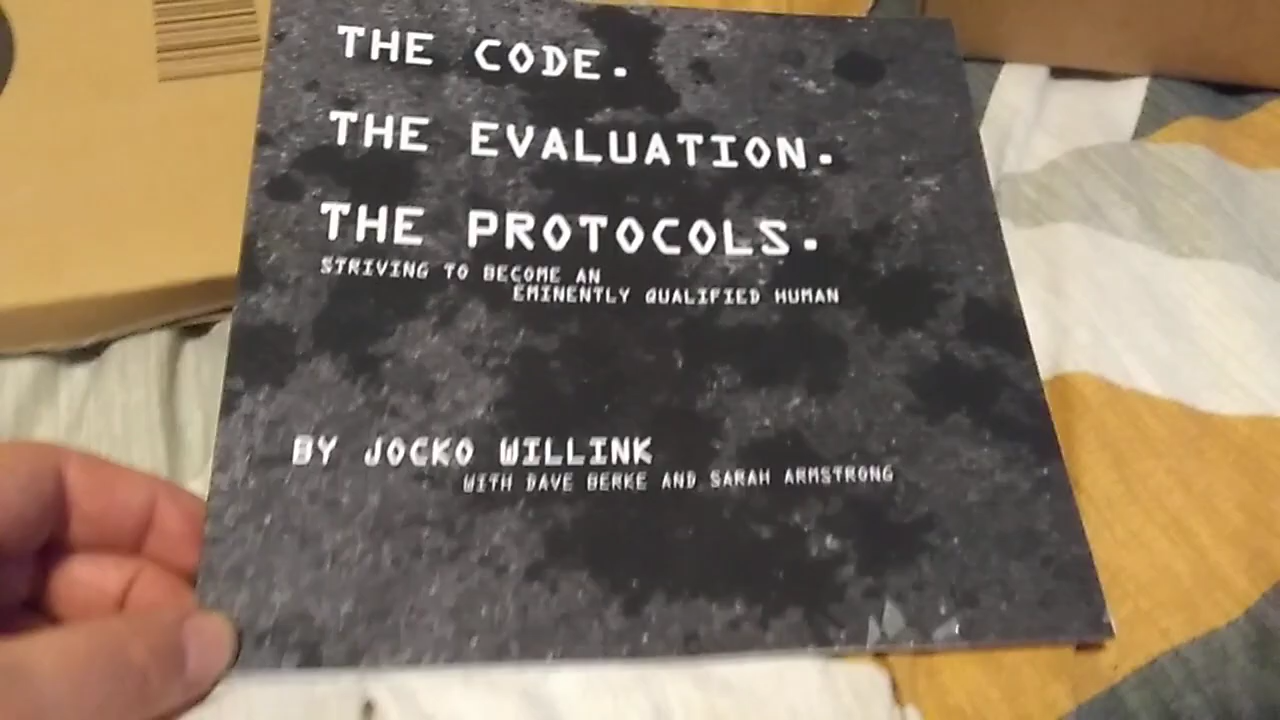 THE CODE.
THE EVALUATION.
THE PROTOCOLS.
STRIVING TO BECOME AN
EMINENTLY QUALIFIED HUMAN
BY JOCKO WILLINK
WITH DAVE BERKE AND SARAH ARMSTRONG